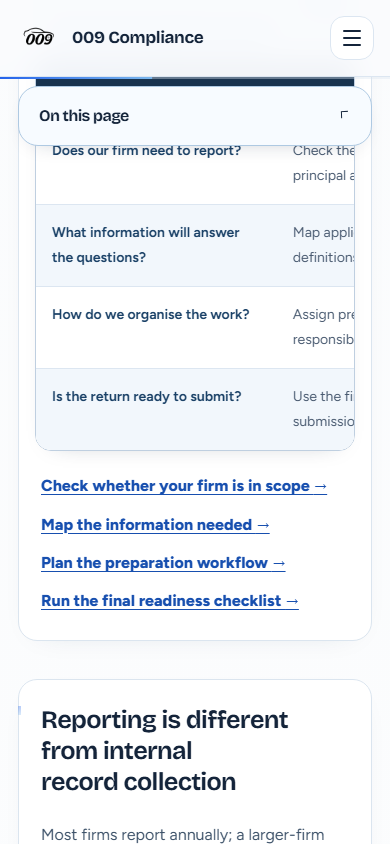 009
009 Compliance
On this page
Does our firm need to report?
Check the
principal a
What information will answer
the questions?
Map appli
definitions
How do we organise the work?
Assign pre
responsib
Is the return ready to submit?
Use the fi
submissio
Check whether your firm is in scope →
Map the information needed →
Plan the preparation workflow →
Run the final readiness checklist →
Reporting is different
from internal
record collection
Most firms report annually; a larger-firm